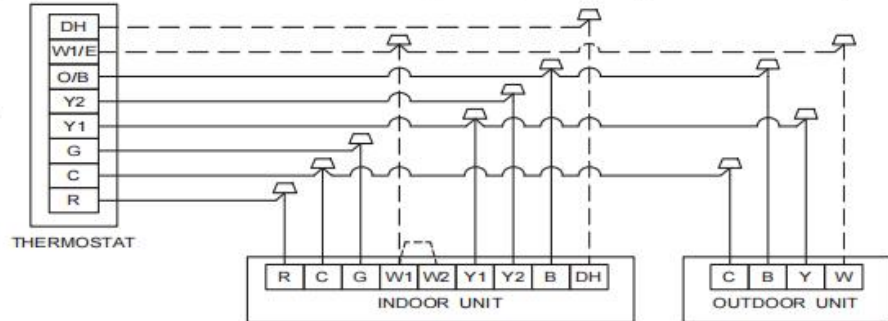 DH
W1/E
O/B
Y2
Y1
G
C
R
THERMOSTAT
R C G W1 W2 Y1 Y2 B DH
INDOOR UNIT
C B Y W
OUTDOOR UNIT